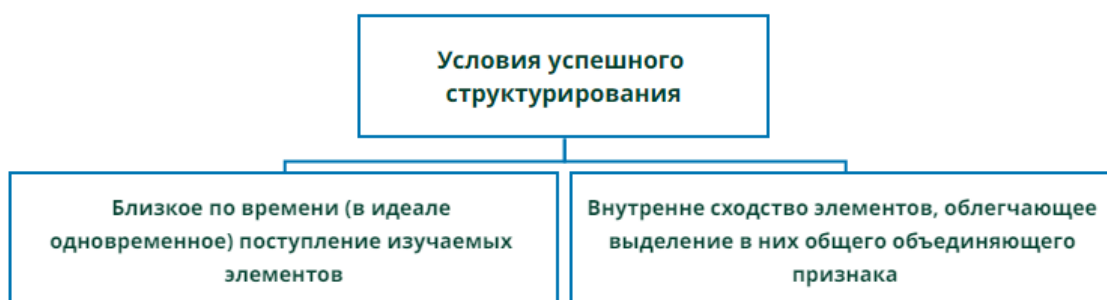 Условия успешного
структурирования
Близкое по времени (в идеале
одновременное) поступление изучаемых
элементов
Внутренне сходство элементов, облегчающее
выделение в них общего объединяющего
признака